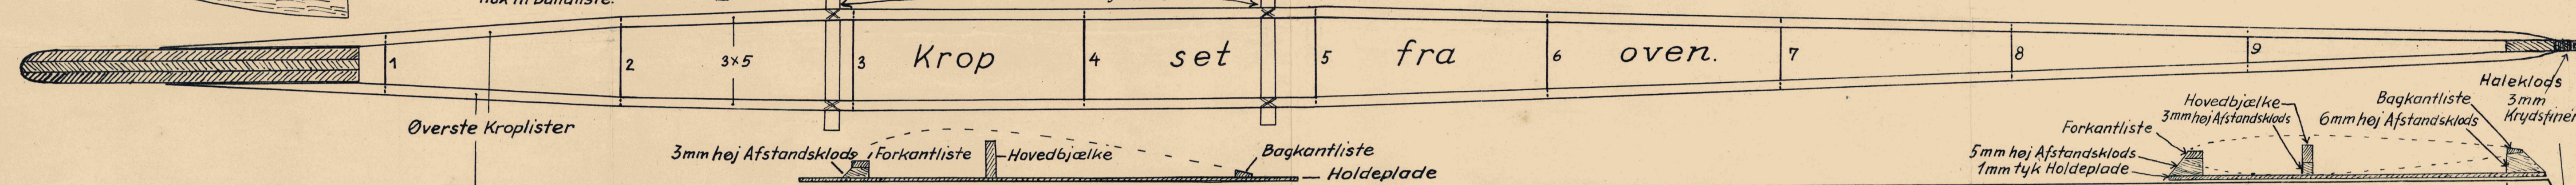 1
2
3×5
3
Krop
4
set
5
fra
6
oven.
7
8
9
Haleklods
3mm
Krydsfiner
Øverste Kroplister
3mm høj Afstandsklods
Forkantliste
Hovedbjælke
Bagkantliste
Holdeplade
Hovedbjælke
3mm høj Afstandsklods
Bagkantliste
6mm høj Afstandsklods
Forkantliste
5mm høj Afstandsklods
1mm tyk Holdeplade